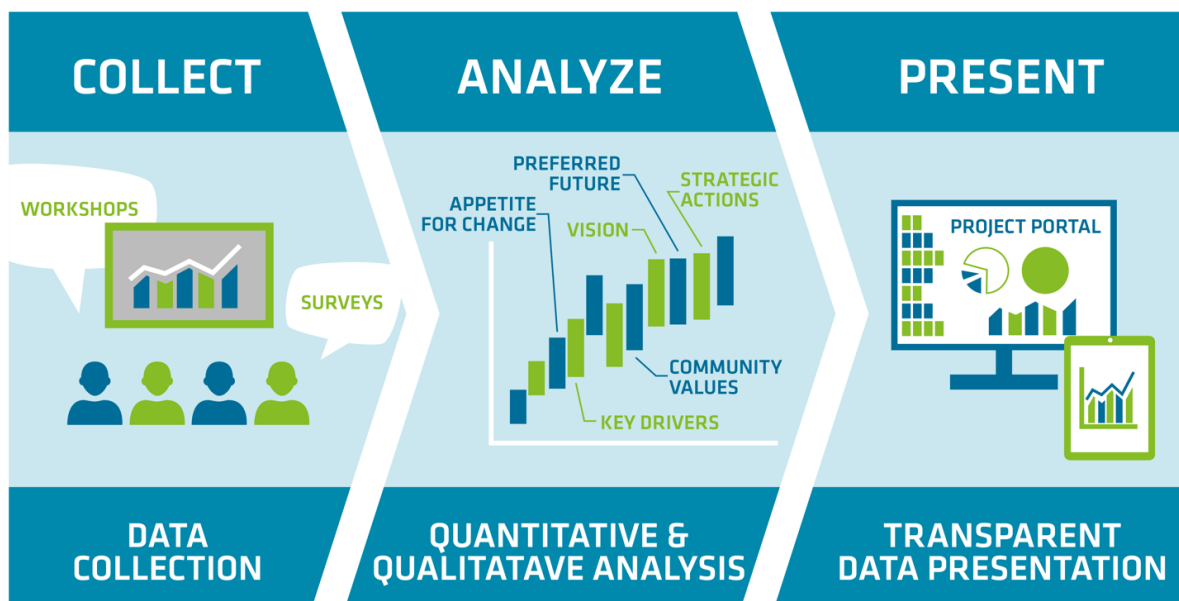 COLLECT
WORKSHOPS
SURVEYS
DATA
COLLECTION
ANALYZE
PREFERRED
FUTURE
STRATEGIC
ACTIONS
APPETITE
FOR CHANGE
VISION
COMMUNITY
VALUES
KEY DRIVERS
QUANTITATIVE &
QUALITATAVE ANALYSIS
PRESENT
PROJECT PORTAL
TRANSPARENT
DATA PRESENTATION